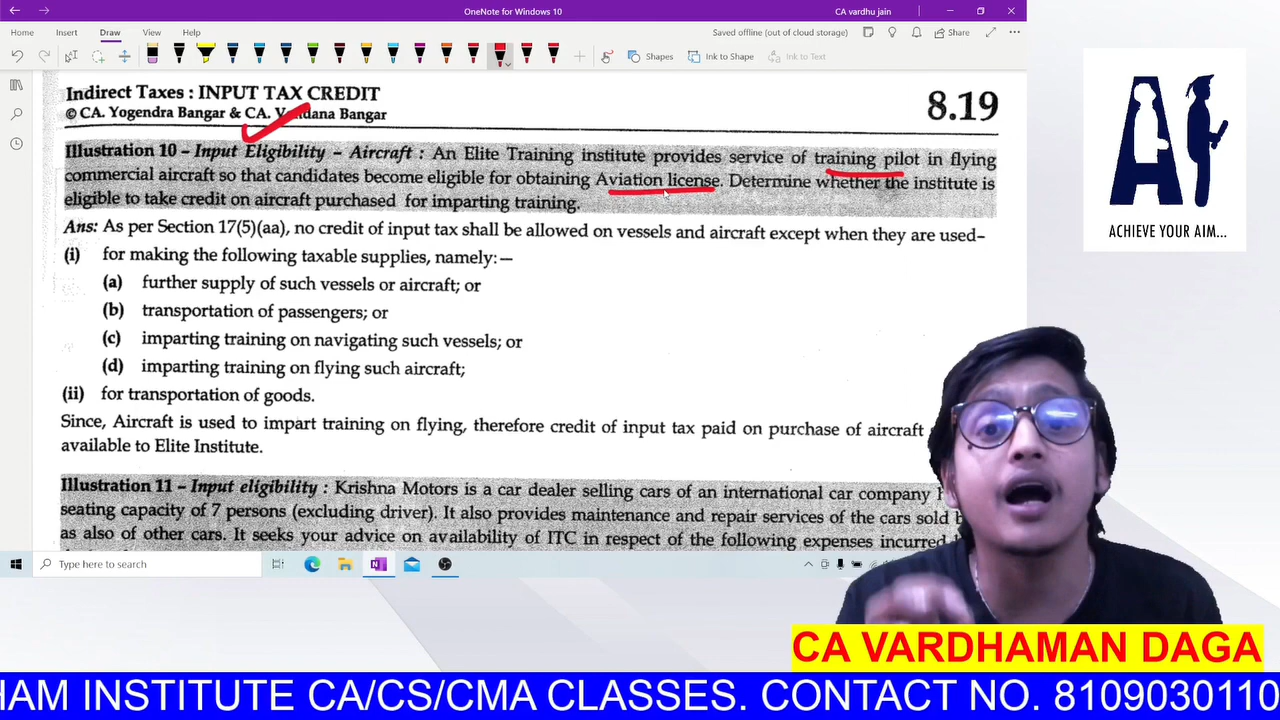 OneNote for Windows 10
CA vardhu jain
Home Insert Draw View Help
Saved offline (out of cloud storage) Share
Shapes Ink to Shape Ink to Text
Indirect Taxes : INPUT TAX CREDIT
8.19
© CA. Yogendra Bangar & CA. Bangar
Illustration 10 – Input Eligibility – Aircraft : An Elite Training institute provides service of training pilot in flying
commercial aircraft so that candidates become eligible for obtaining Aviation license. Determine whether the institute is
eligible to take credit on aircraft purchased for imparting training.
Ans: As per Section 17(5)(aa), no credit of input tax shall be allowed on vessels and aircraft except when they are used–
(i) for making the following taxable supplies, namely:—
(a) further supply of such vessels or aircraft; or
(b) transportation of passengers; or
(c) imparting training on navigating such vessels; or
(d) imparting training on flying such aircraft;
(ii) for transportation of goods.
Since, Aircraft is used to impart training on flying, therefore credit of input tax paid on purchase of aircraft
available to Elite Institute.
Illustration 11 – Input eligibility : Krishna Motors is a car dealer selling cars of an international car company
seating capacity of 7 persons (excluding driver). It also provides maintenance and repair services of the cars sold
as also of other cars. It seeks your advice on availability of ITC in respect of the following expenses incurred
Type here to search
ACHIEVE YOUR AIM...
CA VARDHAMAN DAGA
HAM INSTITUTE CA/CS/CMA CLASSES. CONTACT NO. 8109030110